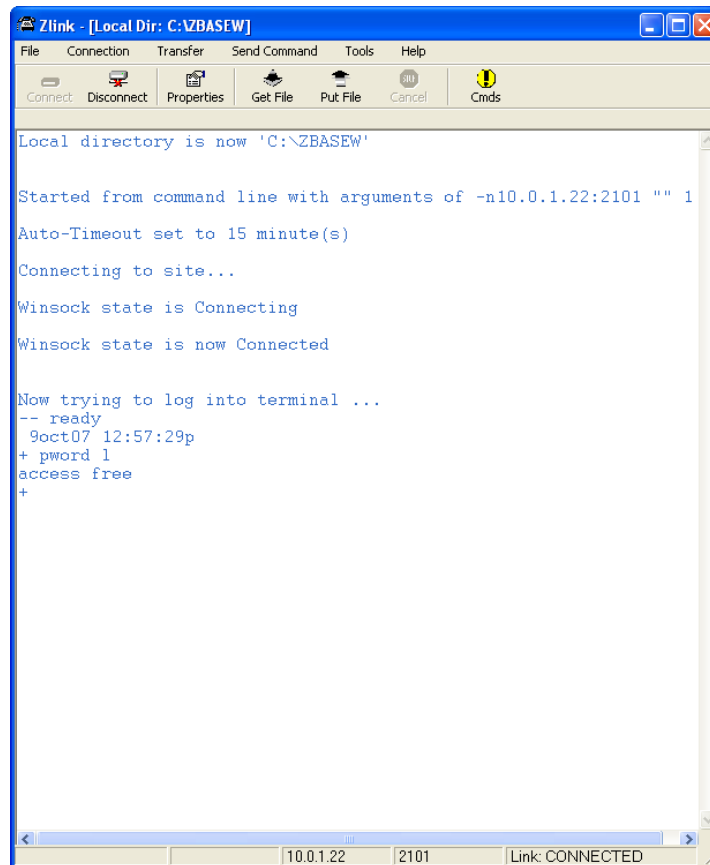 Zlink - [Local Dir: C:\ZBASEW]
File Connection Transfer Send Command Tools Help
Connect Disconnect Properties Get File Put File Cancel Cmds
Local directory is now 'C:\ZBASEW'
Started from command line with arguments of -n10.0.1.22:2101 "" 1
Auto-Timeout set to 15 minute(s)
Connecting to site...
Winsock state is Connecting
Winsock state is now Connected
Now trying to log into terminal ...
-- ready
9oct07 12:57:29p
+ pword l
access free
+
10.0.1.22 2101 Link: CONNECTED